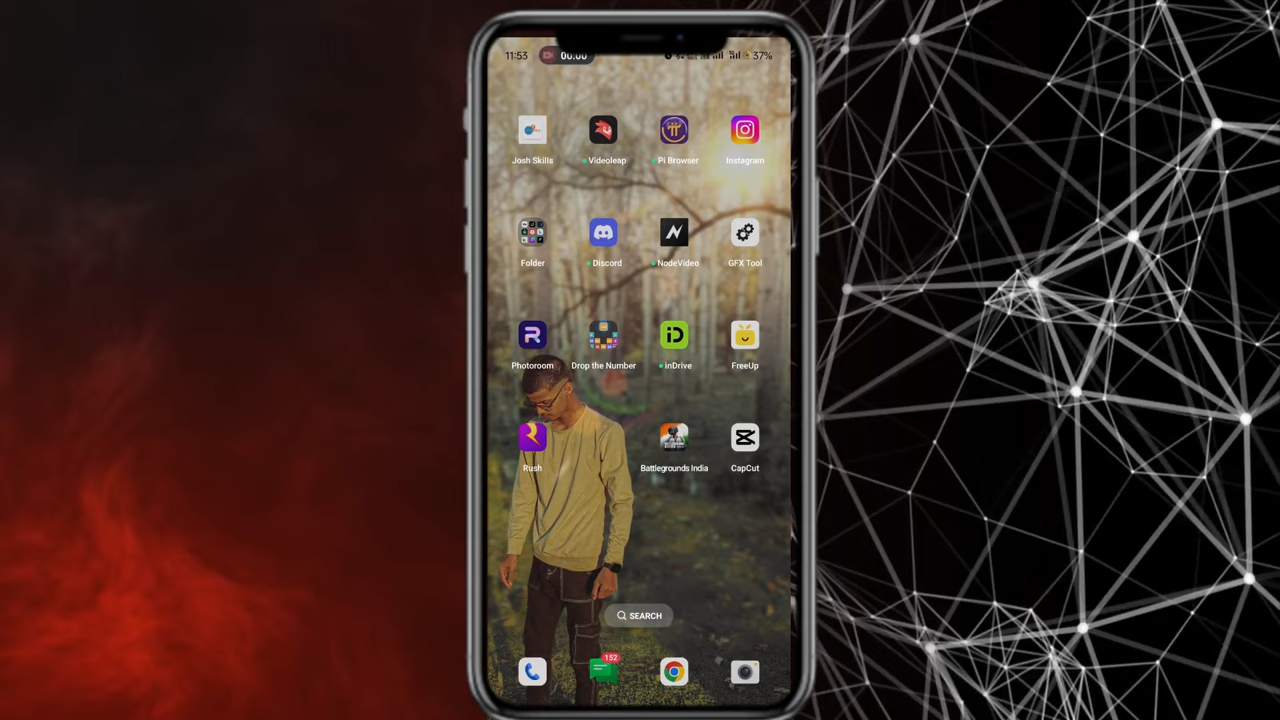 11:53 00:00 37%
Josh Skills Videoleap Pi Browser Instagram
Folder Discord NodeVideo GFX Tool
Photoroom Drop the Number inDrive FreeUp
Rush Battlegrounds India CapCut
SEARCH
152